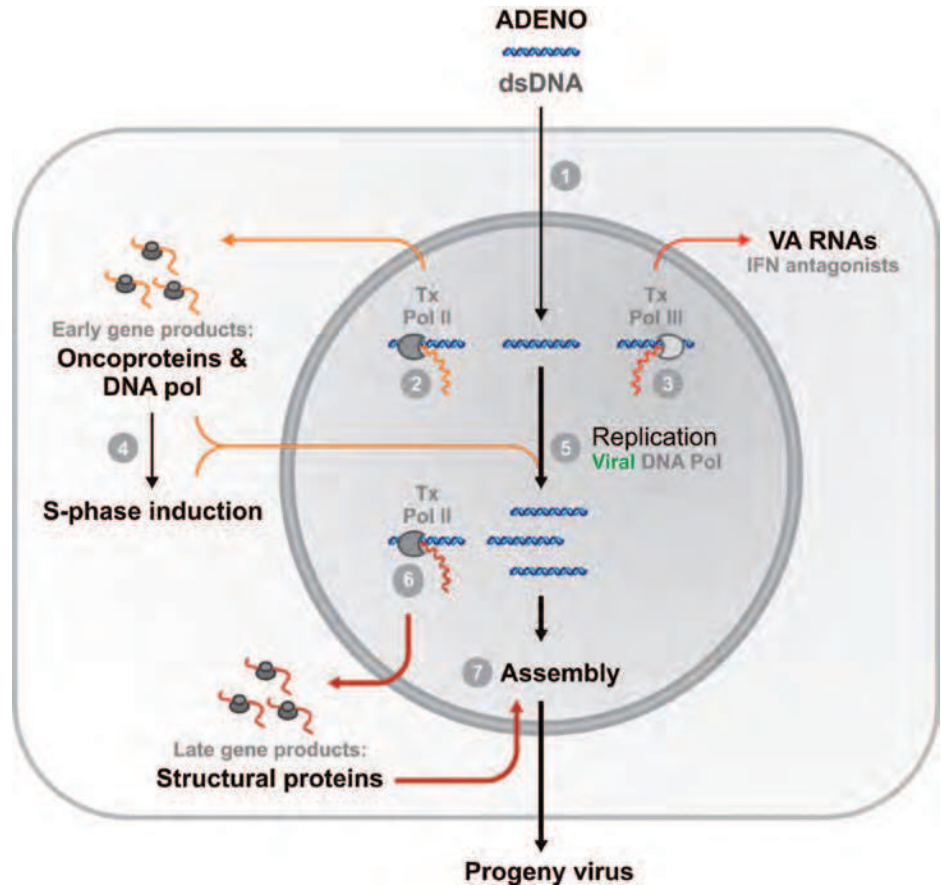 ADENO
dsDNA
1
VA RNAs
IFN antagonists
Tx
Pol II
Tx
Pol III
2
3
Early gene products:
Oncoproteins &
DNA pol
4
S-phase induction
5
Replication
Viral DNA Pol
Tx
Pol II
6
7
Assembly
Late gene products:
Structural proteins
Progeny virus